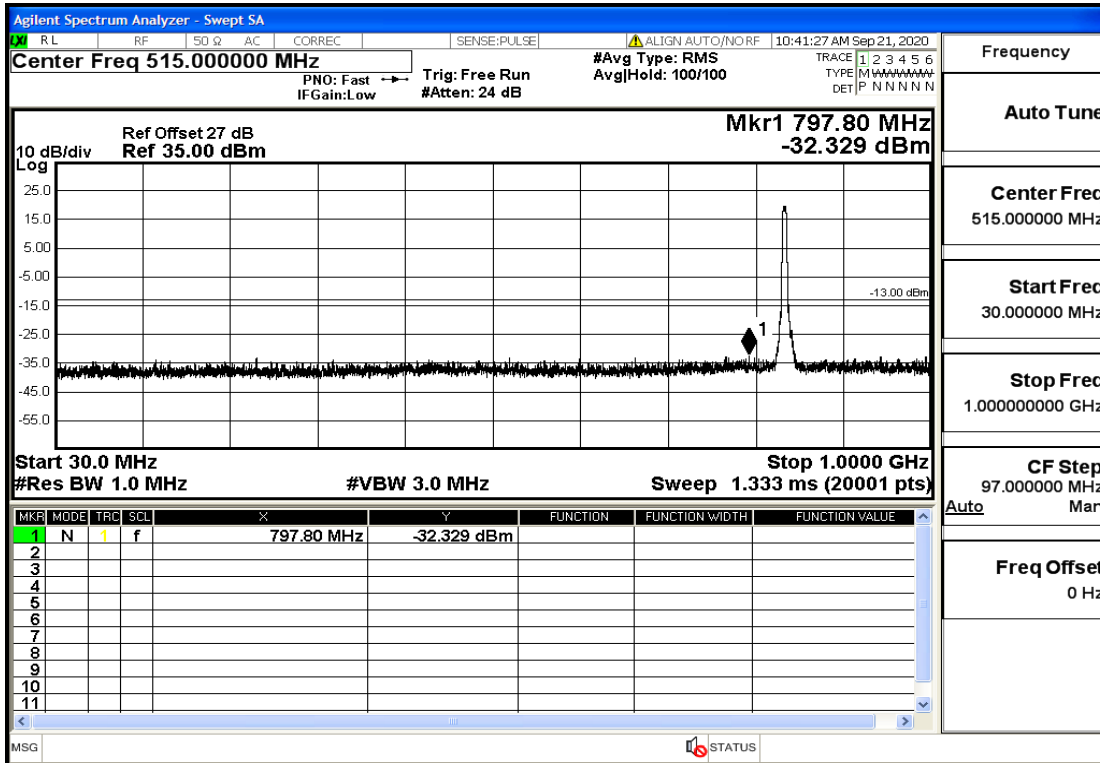 Agilent Spectrum Analyzer - Swept SA
LXI RL RF 50 Ω AC CORREC SENSE:PULSE ALIGN AUTO/NO RF 10:41:27 AM Sep 21, 2020
Center Freq 515.000000 MHz
PNO: Fast
IFGain:Low
Trig: Free Run
#Atten: 24 dB
#Avg Type: RMS
Avg|Hold: 100/100
TRACE 1 2 3 4 5 6
TYPE M WWWWW
DET P N N N N N
Ref Offset 27 dB
Ref 35.00 dBm
10 dB/div
Log
Mkr1 797.80 MHz
-32.329 dBm
25.0
15.0
5.00
-5.00
-15.0
-25.0
-35.0
-45.0
-55.0
-13.00 dBm
1
Start 30.0 MHz
Stop 1.0000 GHz
#Res BW 1.0 MHz #VBW 3.0 MHz Sweep 1.333 ms (20001 pts)
MKR MODE TRC SCL X Y FUNCTION FUNCTION WIDTH FUNCTION VALUE
1 N 1 f 797.80 MHz -32.329 dBm
2
3
4
5
6
7
8
9
10
11
MSG STATUS
Frequency
Auto Tune
Center Freq
515.000000 MHz
Start Freq
30.000000 MHz
Stop Freq
1.000000000 GHz
CF Step
97.000000 MHz
Auto Man
Freq Offset
0 Hz